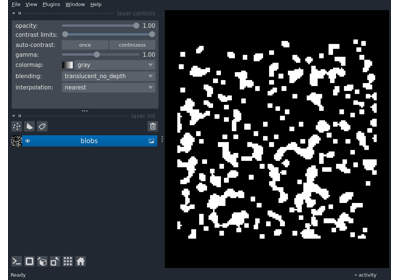 File View Plugins Window Help
layer controls
opacity: 1.00
contrast limits:
auto-contrast: once continuous
gamma: 1.00
colormap: gray
blending: translucent_no_depth
interpolation: nearest
layer list
blobs
Ready activity